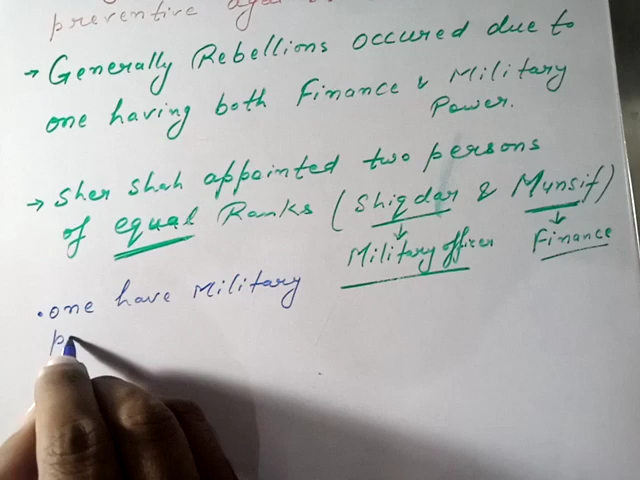 preventive
→ Generally Rebellions occured due to
one having both Finance & Military
Power.
→ Sher Shah appointed two persons
of equal Ranks (Shiqdar & Munsif)
↓ ↓
Military officer Finance
• one have Military
p